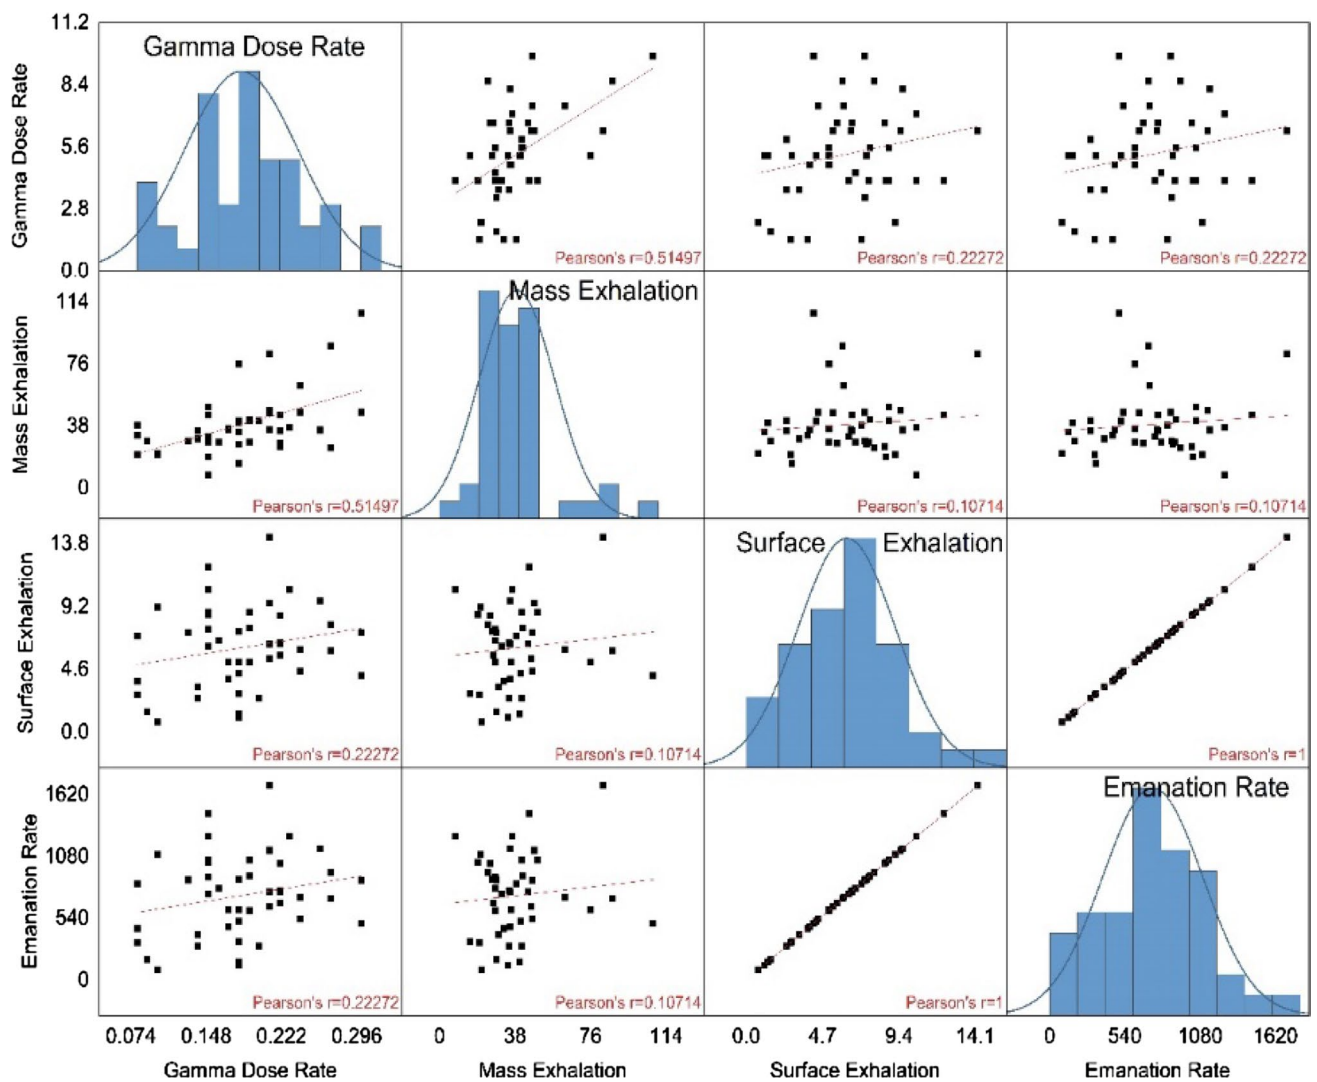 11.2
8.4
5.6
2.8
0.0
Gamma Dose Rate
Gamma Dose Rate
Pearson's r=0.51497
Pearson's r=0.22272
Pearson's r=0.22272
114
76
38
0
Mass Exhalation
Mass Exhalation
Pearson's r=0.51497
Pearson's r=0.10714
Pearson's r=0.10714
13.8
9.2
4.6
0.0
Surface Exhalation
Surface Exhalation
Pearson's r=0.22272
Pearson's r=0.10714
Pearson's r=1
1620
1080
540
0
Emanation Rate
Emanation Rate
Pearson's r=0.22272
Pearson's r=0.10714
Pearson's r=1
0.074 0.148 0.222 0.296 0 38 76 114 0.0 4.7 9.4 14.1 0 540 1080 1620
Gamma Dose Rate Mass Exhalation Surface Exhalation Emanation Rate